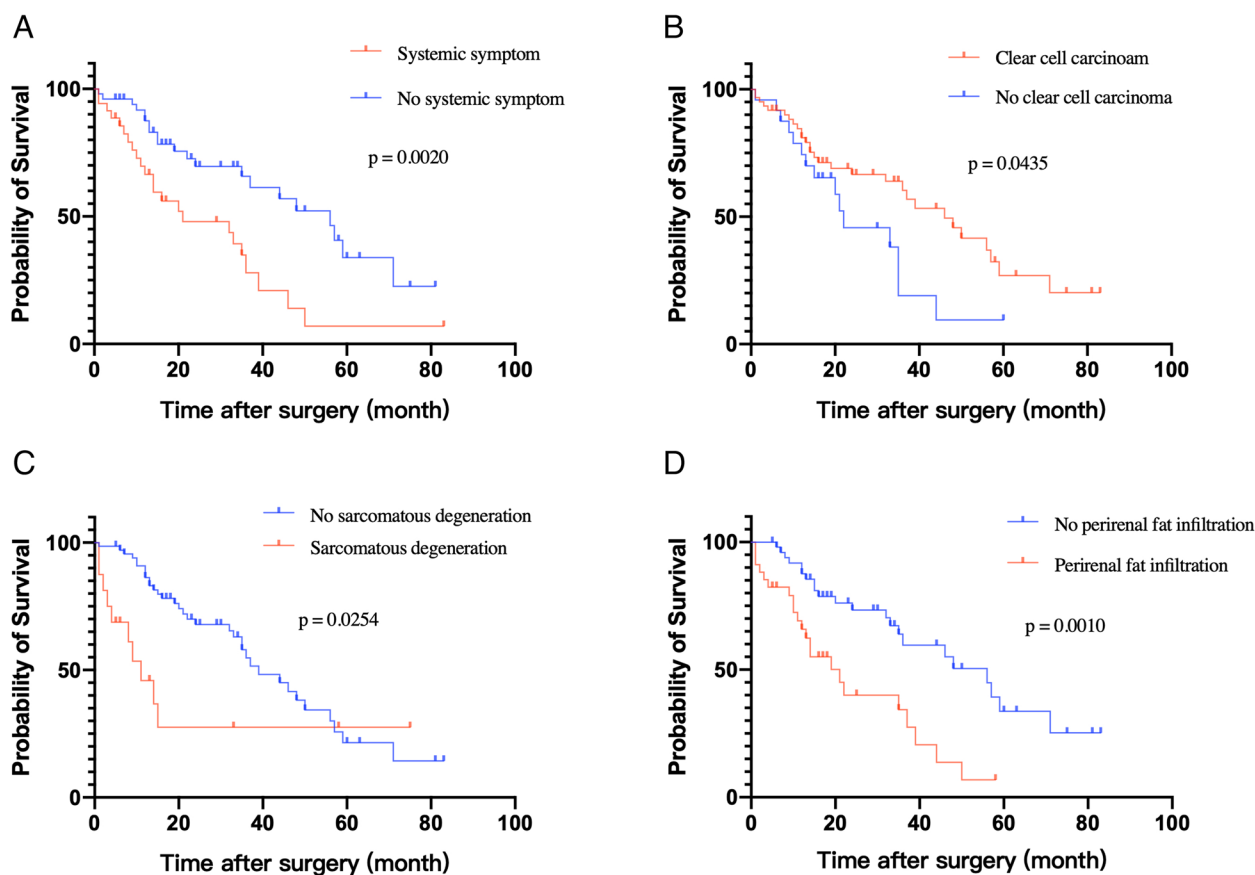 A
Systemic symptom
No systemic symptom
p = 0.0020
Probability of Survival
100
50
0
0 20 40 60 80 100
Time after surgery (month)
B
Clear cell carcinoam
No clear cell carcinoma
p = 0.0435
Probability of Survival
100
50
0
0 20 40 60 80 100
Time after surgery (month)
C
No sarcomatous degeneration
Sarcomatous degeneration
p = 0.0254
Probability of Survival
100
50
0
0 20 40 60 80 100
Time after surgery (month)
D
No perirenal fat infiltration
Perirenal fat infiltration
p = 0.0010
Probability of Survival
100
50
0
0 20 40 60 80 100
Time after surgery (month)